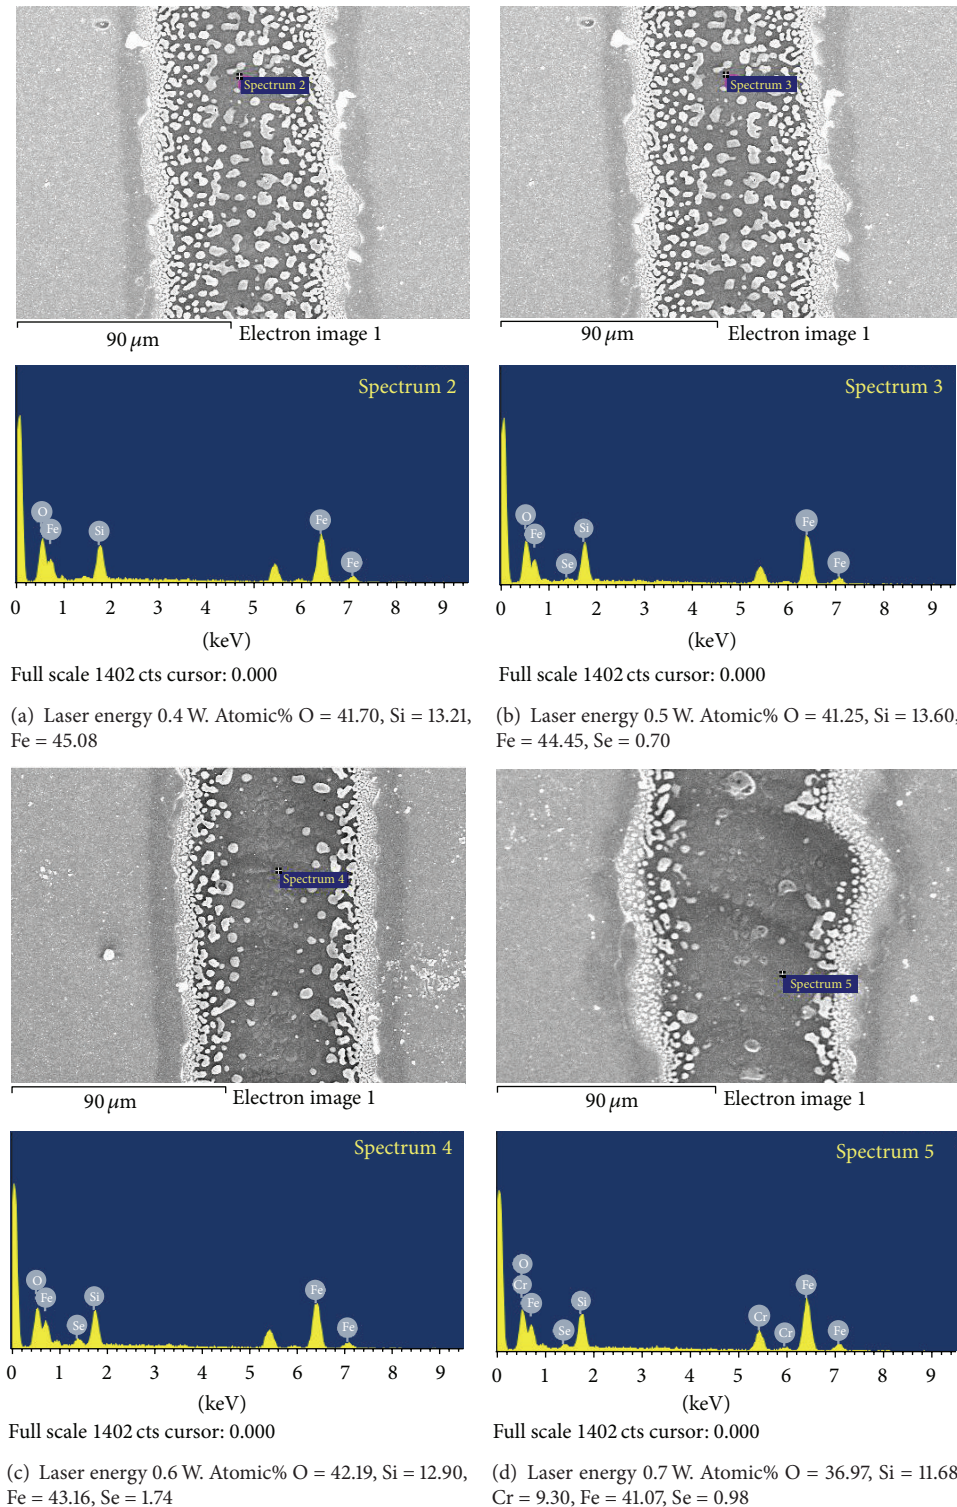 Spectrum 2
90 μm
Electron image 1
Spectrum 2
O
Fe
Si
Fe
Fe
0 1 2 3 4 5 6 7 8 9
(keV)
Full scale 1402 cts cursor: 0.000
(a) Laser energy 0.4 W. Atomic% O = 41.70, Si = 13.21,
Fe = 45.08
Spectrum 3
90 μm
Electron image 1
Spectrum 3
O
Fe
Se
Si
Fe
Fe
0 1 2 3 4 5 6 7 8 9
(keV)
Full scale 1402 cts cursor: 0.000
(b) Laser energy 0.5 W. Atomic% O = 41.25, Si = 13.60,
Fe = 44.45, Se = 0.70
Spectrum 4
90 μm
Electron image 1
Spectrum 4
O
Fe
Se
Si
Fe
Fe
0 1 2 3 4 5 6 7 8 9
(keV)
Full scale 1402 cts cursor: 0.000
(c) Laser energy 0.6 W. Atomic% O = 42.19, Si = 12.90,
Fe = 43.16, Se = 1.74
Spectrum 5
90 μm
Electron image 1
Spectrum 5
O
Cr
Fe
Se
Si
Cr
Cr
Fe
Fe
0 1 2 3 4 5 6 7 8 9
(keV)
Full scale 1402 cts cursor: 0.000
(d) Laser energy 0.7 W. Atomic% O = 36.97, Si = 11.68
Cr = 9.30, Fe = 41.07, Se = 0.98